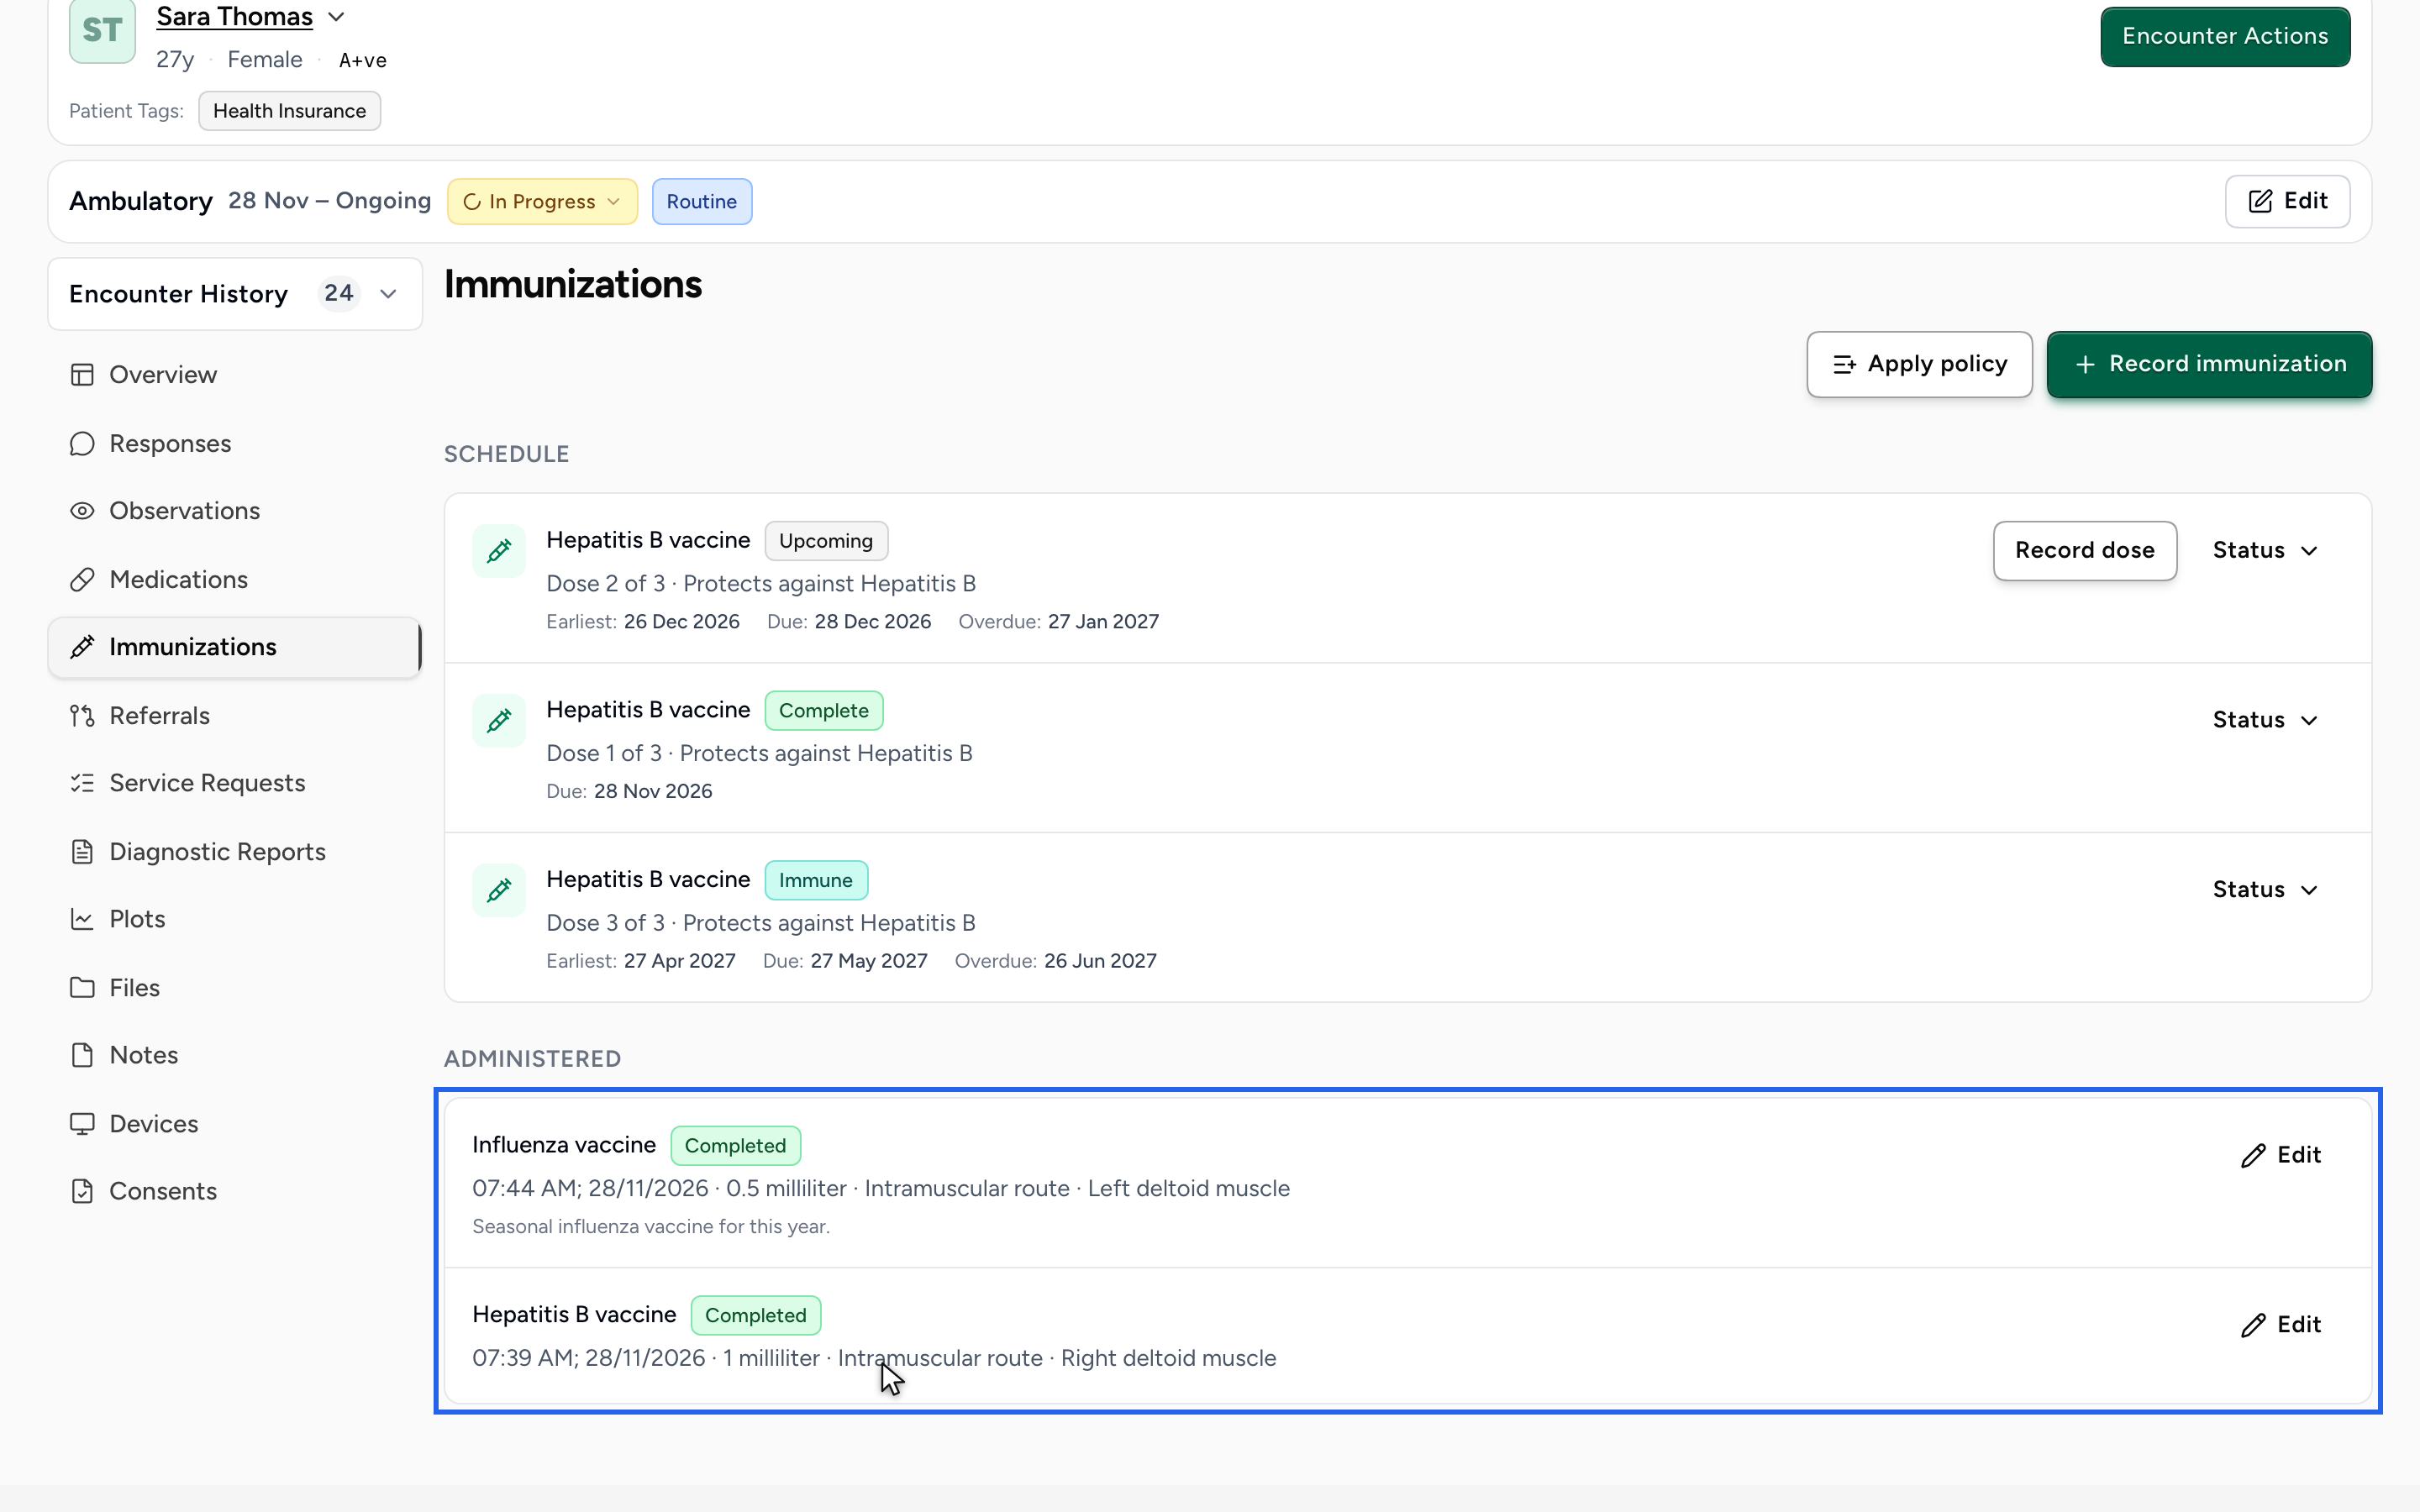 ST
Sara Thomas
27y · Female · A+ve
Encounter Actions
Patient Tags: Health Insurance
Ambulatory 28 Nov – Ongoing In Progress Routine
Edit
Encounter History 24
Overview
Responses
Observations
Medications
Immunizations
Referrals
Service Requests
Diagnostic Reports
Plots
Files
Notes
Devices
Consents
Immunizations
Apply policy
Record immunization
SCHEDULE
Hepatitis B vaccine Upcoming
Dose 2 of 3 · Protects against Hepatitis B
Earliest: 26 Dec 2026 Due: 28 Dec 2026 Overdue: 27 Jan 2027
Record dose
Status
Hepatitis B vaccine Complete
Dose 1 of 3 · Protects against Hepatitis B
Due: 28 Nov 2026
Status
Hepatitis B vaccine Immune
Dose 3 of 3 · Protects against Hepatitis B
Earliest: 27 Apr 2027 Due: 27 May 2027 Overdue: 26 Jun 2027
Status
ADMINISTERED
Influenza vaccine Completed
07:44 AM; 28/11/2026 · 0.5 milliliter · Intramuscular route · Left deltoid muscle
Seasonal influenza vaccine for this year.
Edit
Hepatitis B vaccine Completed
07:39 AM; 28/11/2026 · 1 milliliter · Intramuscular route · Right deltoid muscle
Edit